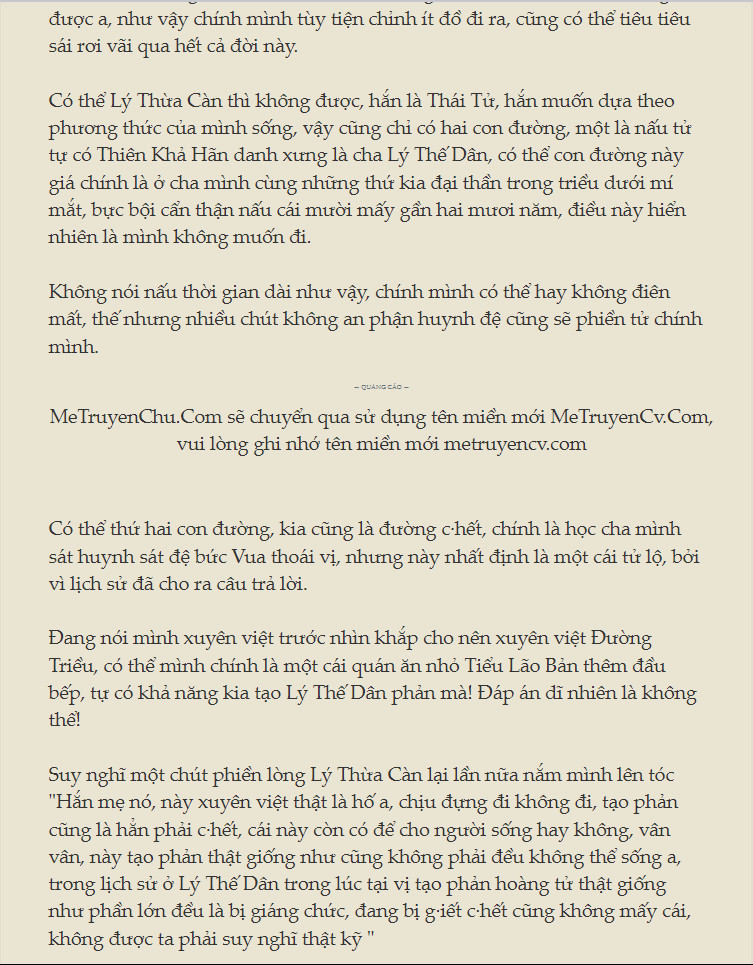 được a, như vậy chính mình tùy tiện chỉnh ít đồ đi ra, cũng có thể tiêu tiêu
sái rơi vãi qua hết cả đời này.
Có thể Lý Thừa Càn thì không được, hắn là Thái Tử, hắn muốn dựa theo
phương thức của mình sống, vậy cũng chỉ có hai con đường, một là nấu tử
tự có Thiên Khả Hãn danh xưng là cha Lý Thế Dân, có thể con đường này
giá chính là ở cha mình cùng những thứ kia đại thần trong triều dưới mí
mắt, bực bội cẩn thận nấu cái mười mấy gần hai mươi năm, điều này hiển
nhiên là mình không muốn đi.
Không nói nấu thời gian dài như vậy, chính mình có thể hay không điên
mất, thế nhưng nhiều chút không an phận huynh đệ cũng sẽ phiền tử chính
mình.
— QUẢNG CÁO —
MeTruyenChu.Com sẽ chuyển qua sử dụng tên miền mới MeTruyenCv.Com,
vui lòng ghi nhớ tên miền mới metruyencv.com
Có thể thứ hai con đường, kia cũng là đường c·hết, chính là học cha mình
sát huynh sát đệ bức Vua thoái vị, nhưng này nhất định là một cái tử lộ, bởi
vì lịch sử đã cho ra câu trả lời.
Đang nói mình xuyên việt trước nhìn khắp cho nên xuyên việt Đường
Triều, có thể mình chính là một cái quán ăn nhỏ Tiểu Lão Bản thêm đầu
bếp, tự có khả năng kia tạo Lý Thế Dân phản mà! Đáp án dĩ nhiên là không
thể!
Suy nghĩ một chút phiền lòng Lý Thừa Càn lại lần nữa nắm mình lên tóc
"Hắn mẹ nó, này xuyên việt thật là hố a, chịu đựng đi không đi, tạo phản
cũng là hẳn phải c·hết, cái này còn có để cho người sống hay không, vân
vân, này tạo phản thật giống như cũng không phải đều không thể sống a,
trong lịch sử ở Lý Thế Dân trong lúc tại vị tạo phản hoàng tử thật giống
như phần lớn đều là bị giáng chức, đang bị g·iết c·hết cũng không mấy cái,
không được ta phải suy nghĩ thật kỹ "